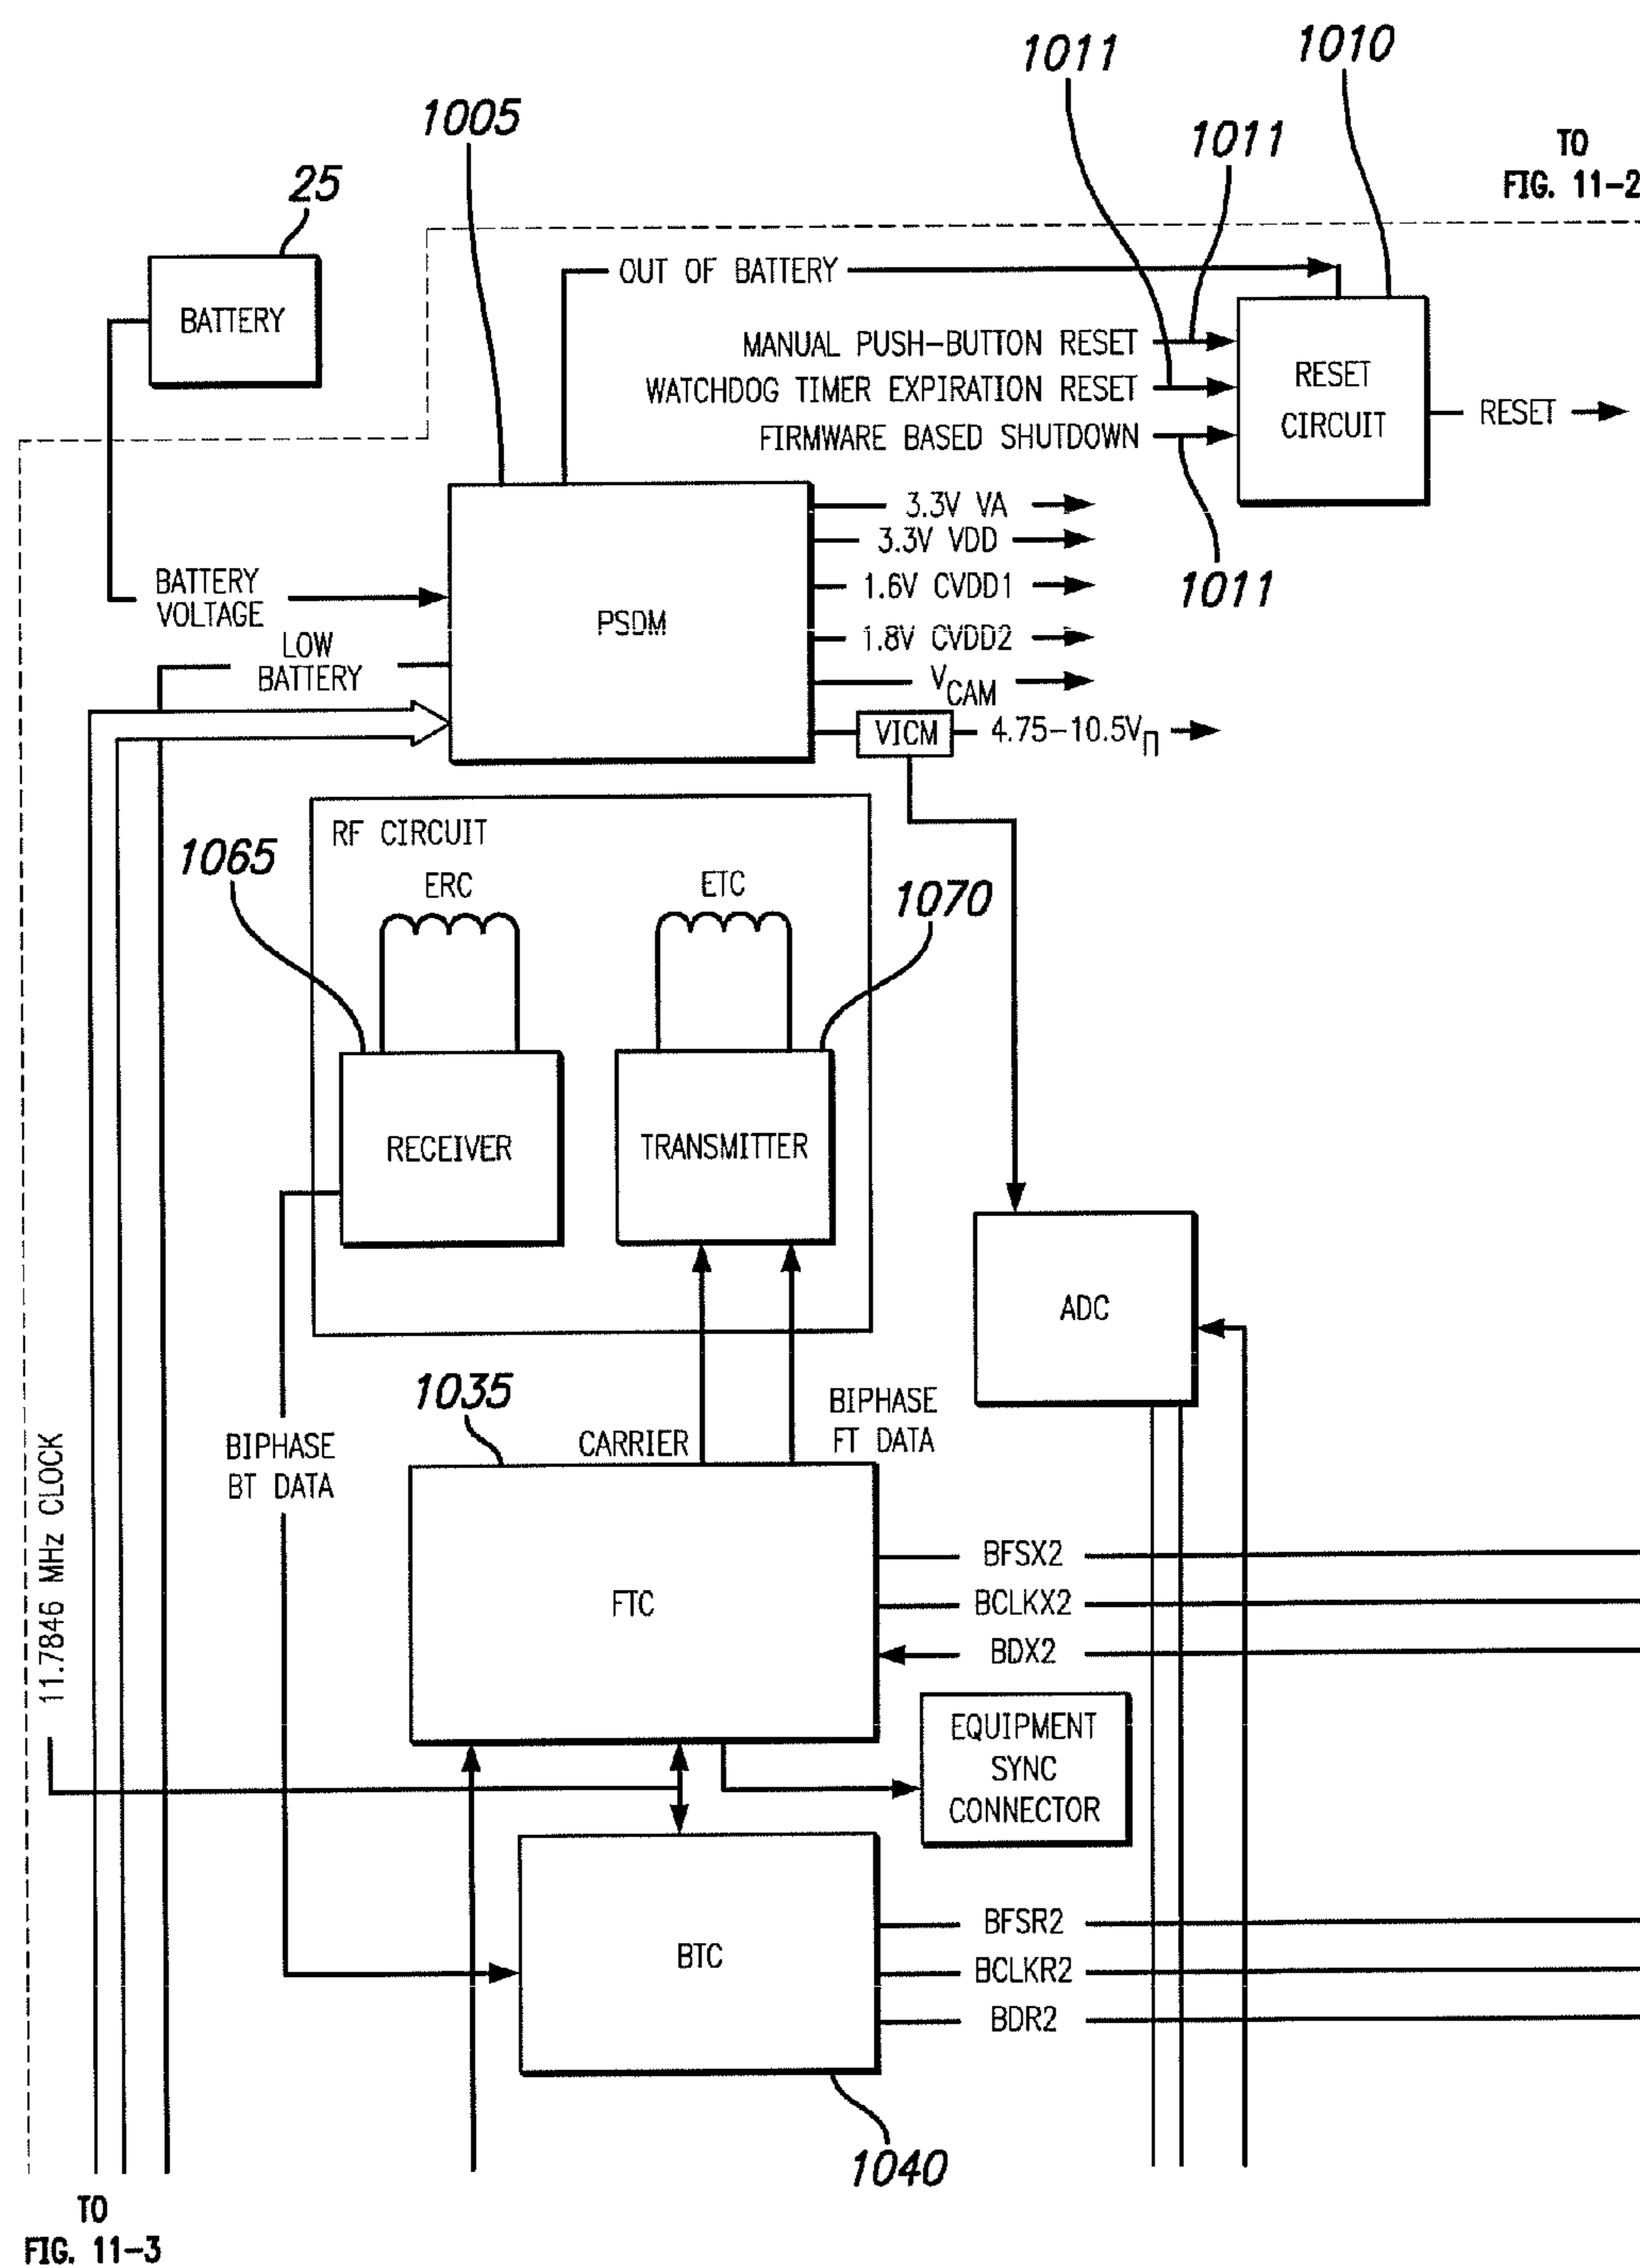 1011
1010
1005
1011
TO
FIG. 11-2
25
BATTERY
OUT OF BATTERY
MANUAL PUSH-BUTTON RESET
WATCHDOG TIMER EXPIRATION RESET
FIRMWARE BASED SHUTDOWN
RESET
CIRCUIT
RESET
1011
BATTERY
VOLTAGE
LOW
BATTERY
PSDM
3.3V VA
3.3V VDD
1.6V CVDD1
1.8V CVDD2
VCAM
VICM
4.75-10.5VΠ
RF CIRCUIT
1065
ERC
ETC
1070
RECEIVER
TRANSMITTER
ADC
1035
CARRIER
BIPHASE
FT DATA
BIPHASE
BT DATA
11.7846 MHz CLOCK
FTC
BFSX2
BCLKX2
BDX2
EQUIPMENT
SYNC
CONNECTOR
BTC
BFSR2
BCLKR2
BDR2
1040
TO
FIG. 11-3